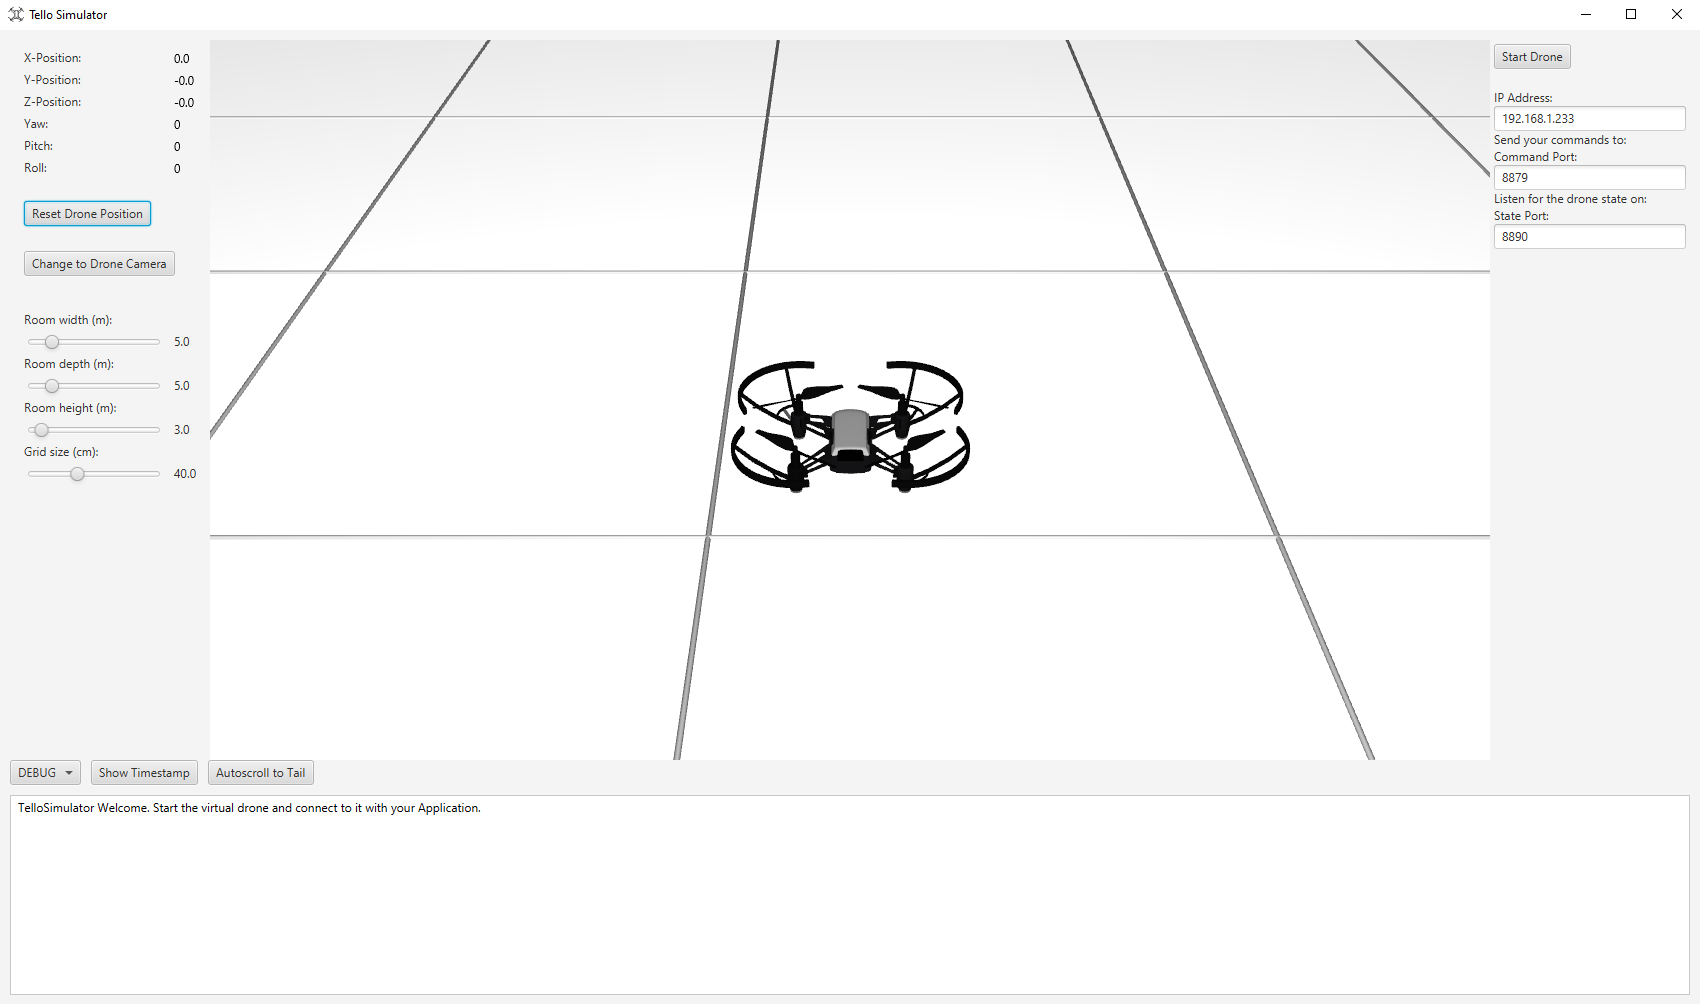 Tello Simulator
X-Position: 0.0
Y-Position: -0.0
Z-Position: -0.0
Yaw: 0
Pitch: 0
Roll: 0
Reset Drone Position
Change to Drone Camera
Room width (m):
5.0
Room depth (m):
5.0
Room height (m):
3.0
Grid size (cm):
40.0
Start Drone
IP Address:
192.168.1.233
Send your commands to:
Command Port:
8879
Listen for the drone state on:
State Port:
8890
DEBUG Show Timestamp Autoscroll to Tail
TelloSimulator Welcome. Start the virtual drone and connect to it with your Application.